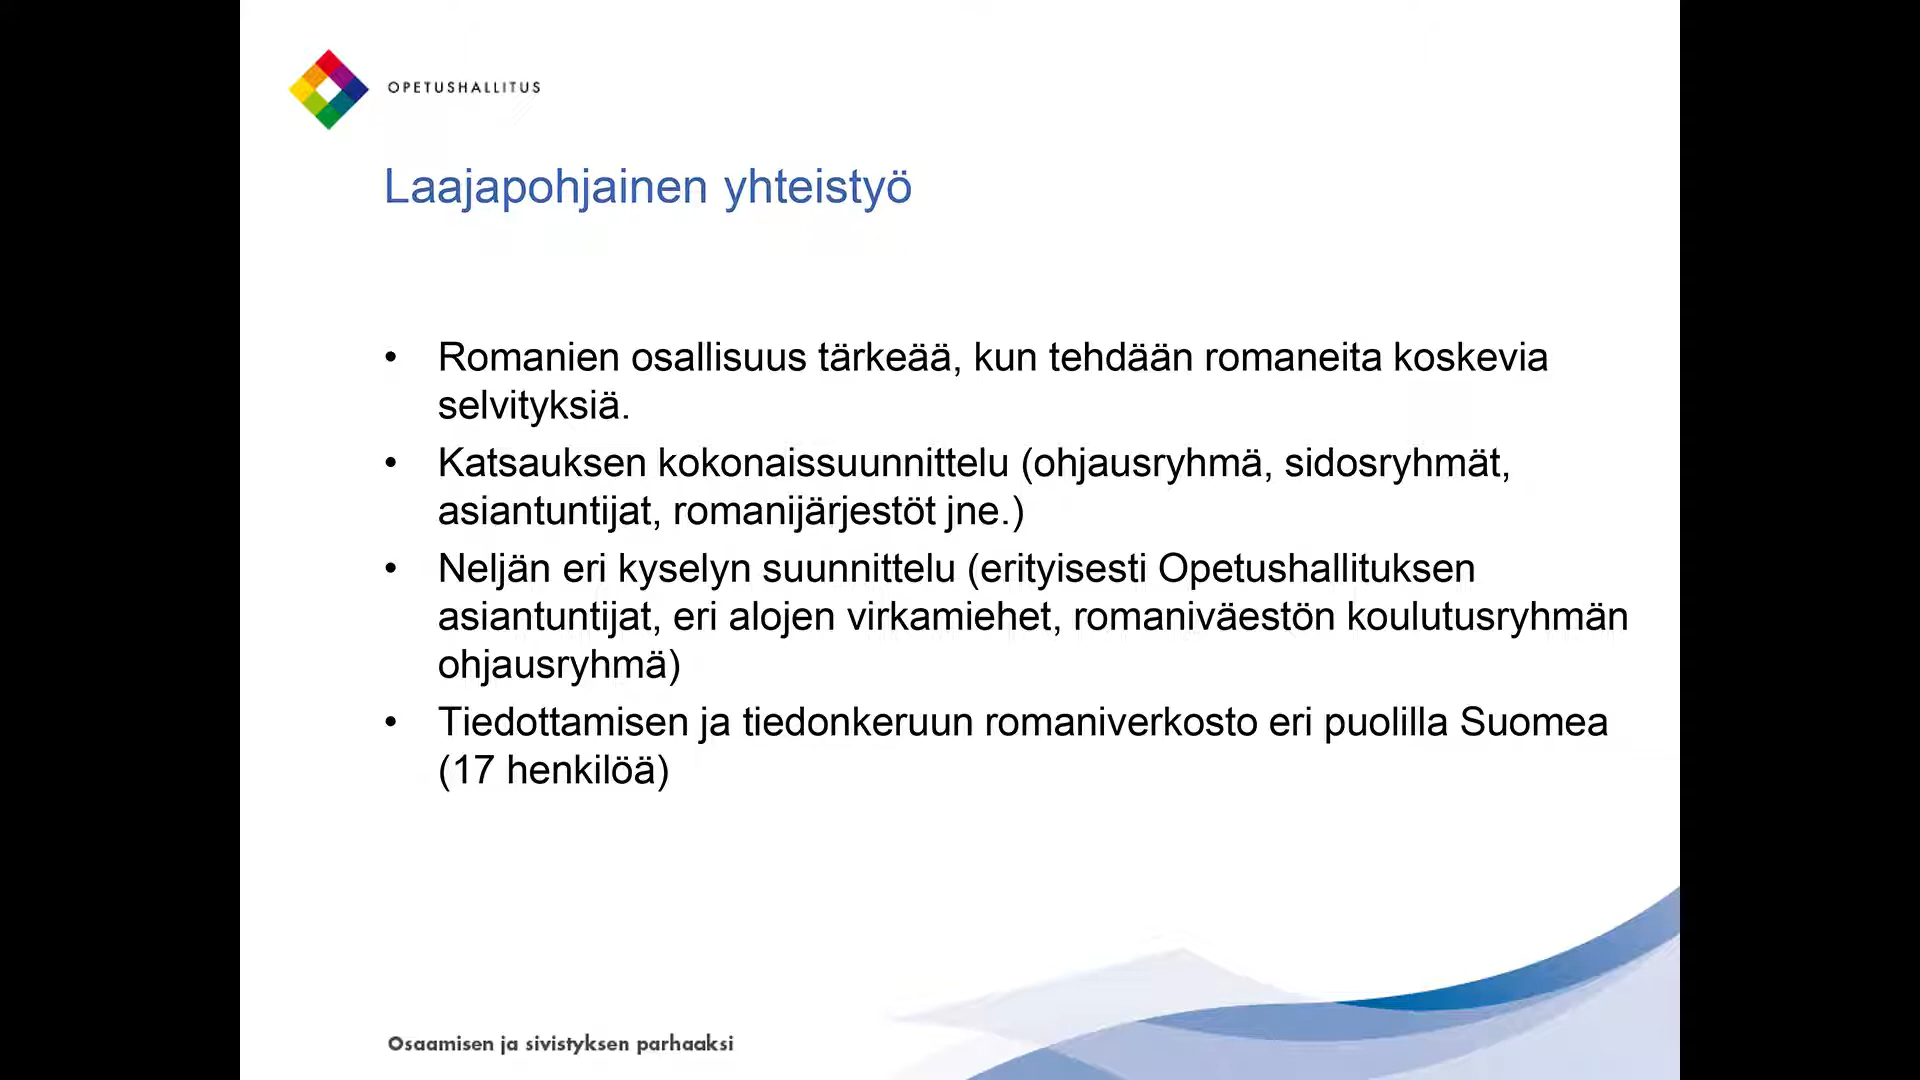 OPETUSHALLITUS
Laajapohjainen yhteistyö
• Romanien osallisuus tärkeää, kun tehdään romaneita koskevia
selvityksiä.
• Katsauksen kokonaissuunnittelu (ohjausryhmä, sidosryhmät,
asiantuntijat, romanijärjestöt jne.)
• Neljän eri kyselyn suunnittelu (erityisesti Opetushallituksen
asiantuntijat, eri alojen virkamiehet, romaniväestön koulutusryhmän
ohjausryhmä)
• Tiedottamisen ja tiedonkeruun romaniverkosto eri puolilla Suomea
(17 henkilöä)
Osaamisen ja sivistyksen parhaaksi